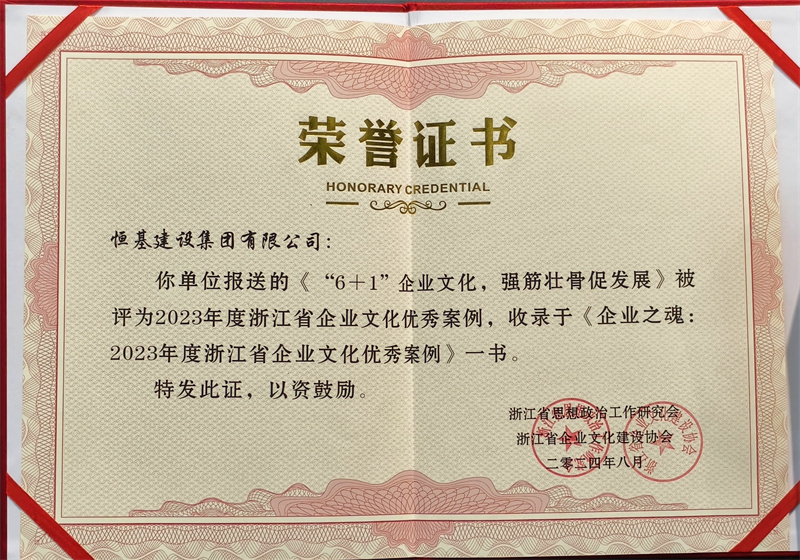 荣誉证书
HONORARY CREDENTIAL
恒基建设集团有限公司：
你单位报送的《“6＋1”企业文化，强筋壮骨促发展》被
评为2023年度浙江省企业文化优秀案例，收录于《企业之魂：
2023年度浙江省企业文化优秀案例》一书。
特发此证，以资鼓励。
浙江省思想政治工作研究会
浙江省企业文化建设协会
二〇二四年八月